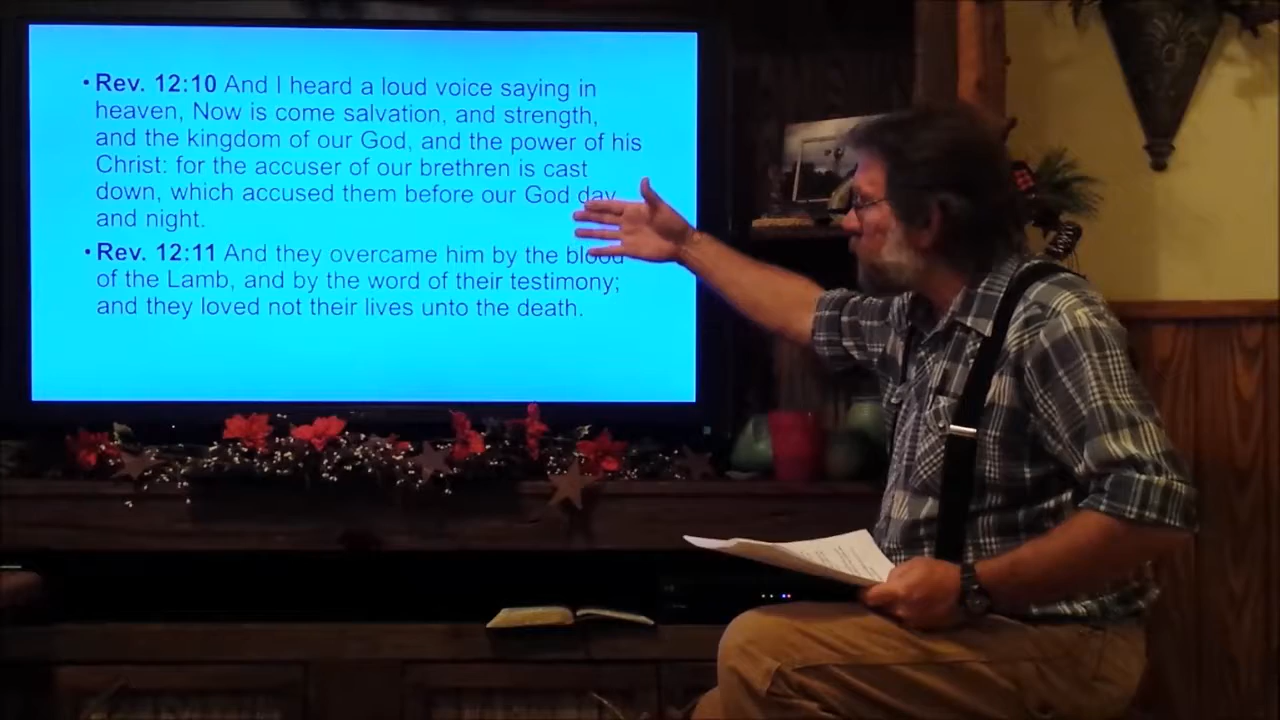 • Rev. 12:10 And I heard a loud voice saying in
heaven, Now is come salvation, and strength,
and the kingdom of our God, and the power of his
Christ: for the accuser of our brethren is cast
down, which accused them before our God day
and night.
• Rev. 12:11 And they overcame him by the blood
of the Lamb, and by the word of their testimony;
and they loved not their lives unto the death.